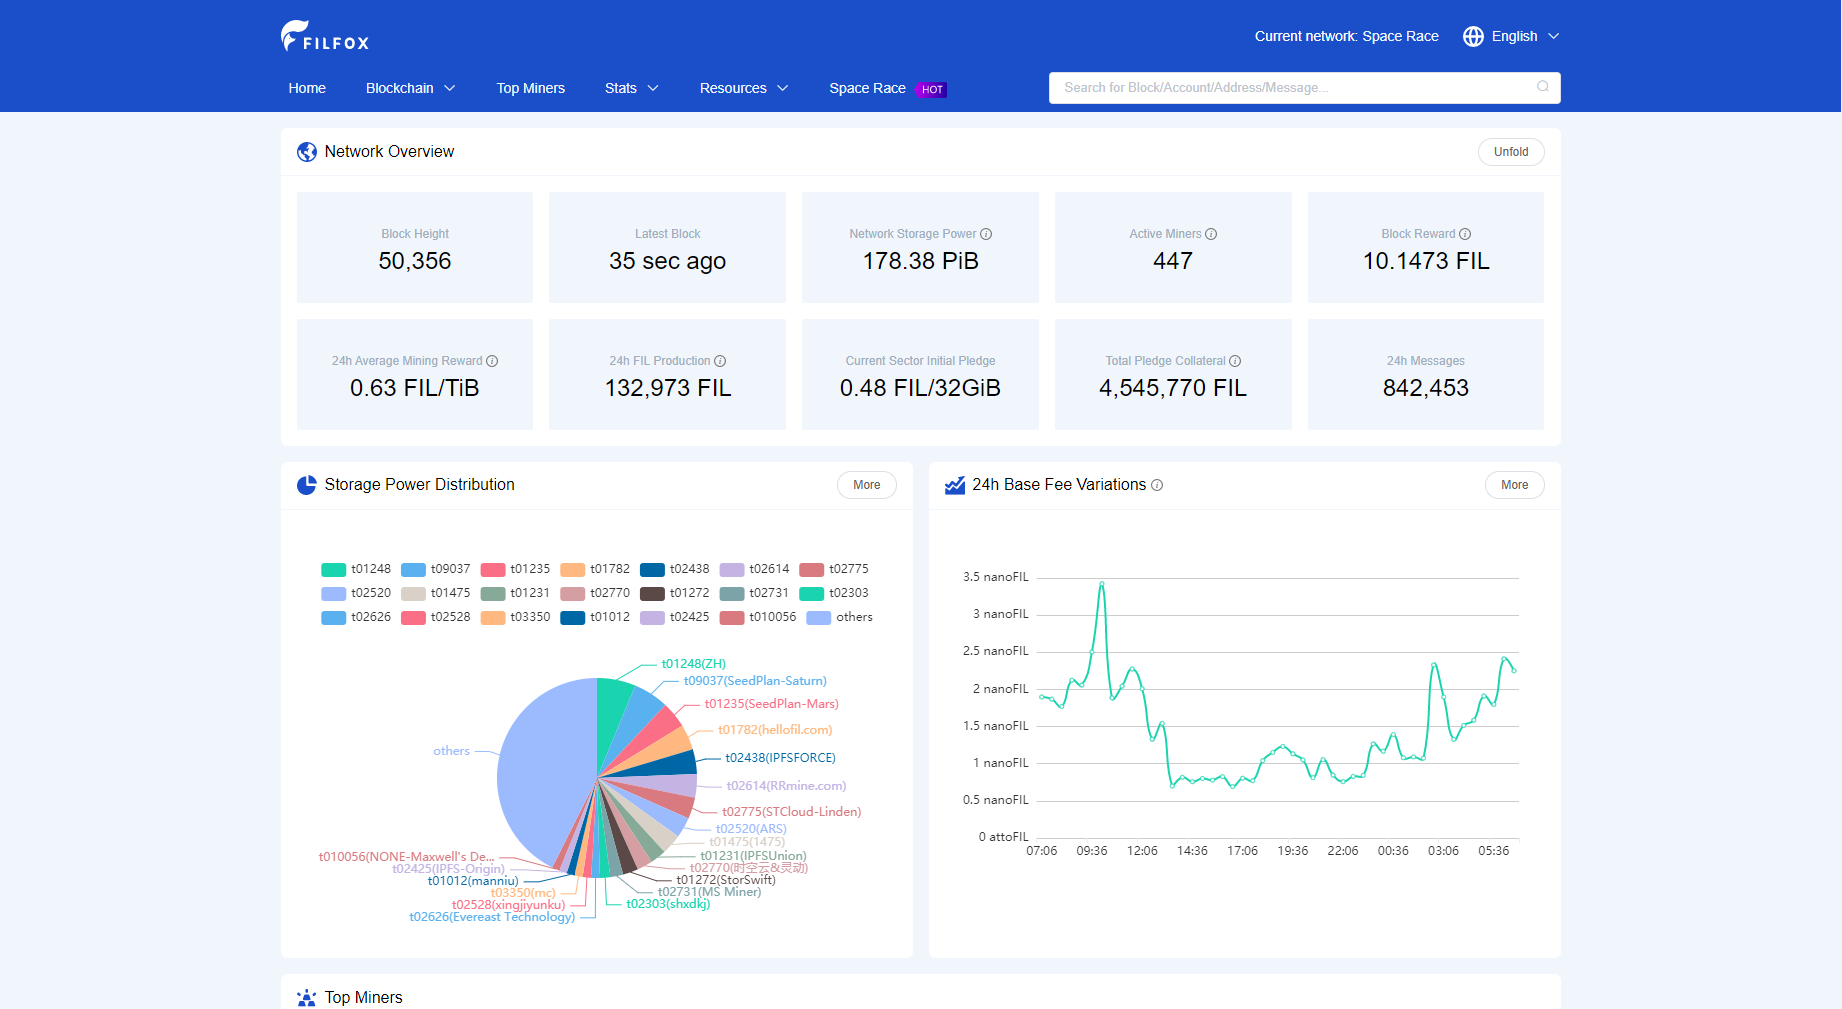 FILFOX
Current network: Space Race
English
Home
Blockchain
Top Miners
Stats
Resources
Space Race
HOT
Search for Block/Account/Address/Message...
Network Overview
Unfold
Block Height
50,356
Latest Block
35 sec ago
Network Storage Power
178.38 PiB
Active Miners
447
Block Reward
10.1473 FIL
24h Average Mining Reward
0.63 FIL/TiB
24h FIL Production
132,973 FIL
Current Sector Initial Pledge
0.48 FIL/32GiB
Total Pledge Collateral
4,545,770 FIL
24h Messages
842,453
Storage Power Distribution
More
t01248 t09037 t01235 t01782 t02438 t02614 t02775
t02520 t01475 t01231 t02770 t01272 t02731 t02303
t02626 t02528 t03350 t01012 t02425 t010056 others
t01248(ZH)
t09037(SeedPlan-Saturn)
t01235(SeedPlan-Mars)
t01782(hellofil.com)
t02438(IPFSFORCE)
t02614(RRmine.com)
t02775(STCloud-Linden)
t02520(ARS)
t01475(1475)
t01231(IPFSUnion)
t02770(时空云&灵动)
t01272(StorSwift)
t02731(MS Miner)
t02303(shxdkj)
others
t010056(NONE-Maxwell's De...
t02425(IPFS-Origin)
t01012(manniu)
t03350(mc)
t02528(xingjiyunku)
t02626(Evereast Technology)
24h Base Fee Variations
More
3.5 nanoFIL
3 nanoFIL
2.5 nanoFIL
2 nanoFIL
1.5 nanoFIL
1 nanoFIL
0.5 nanoFIL
0 attoFIL
07:06 09:36 12:06 14:36 17:06 19:36 22:06 00:36 03:06 05:36
Top Miners